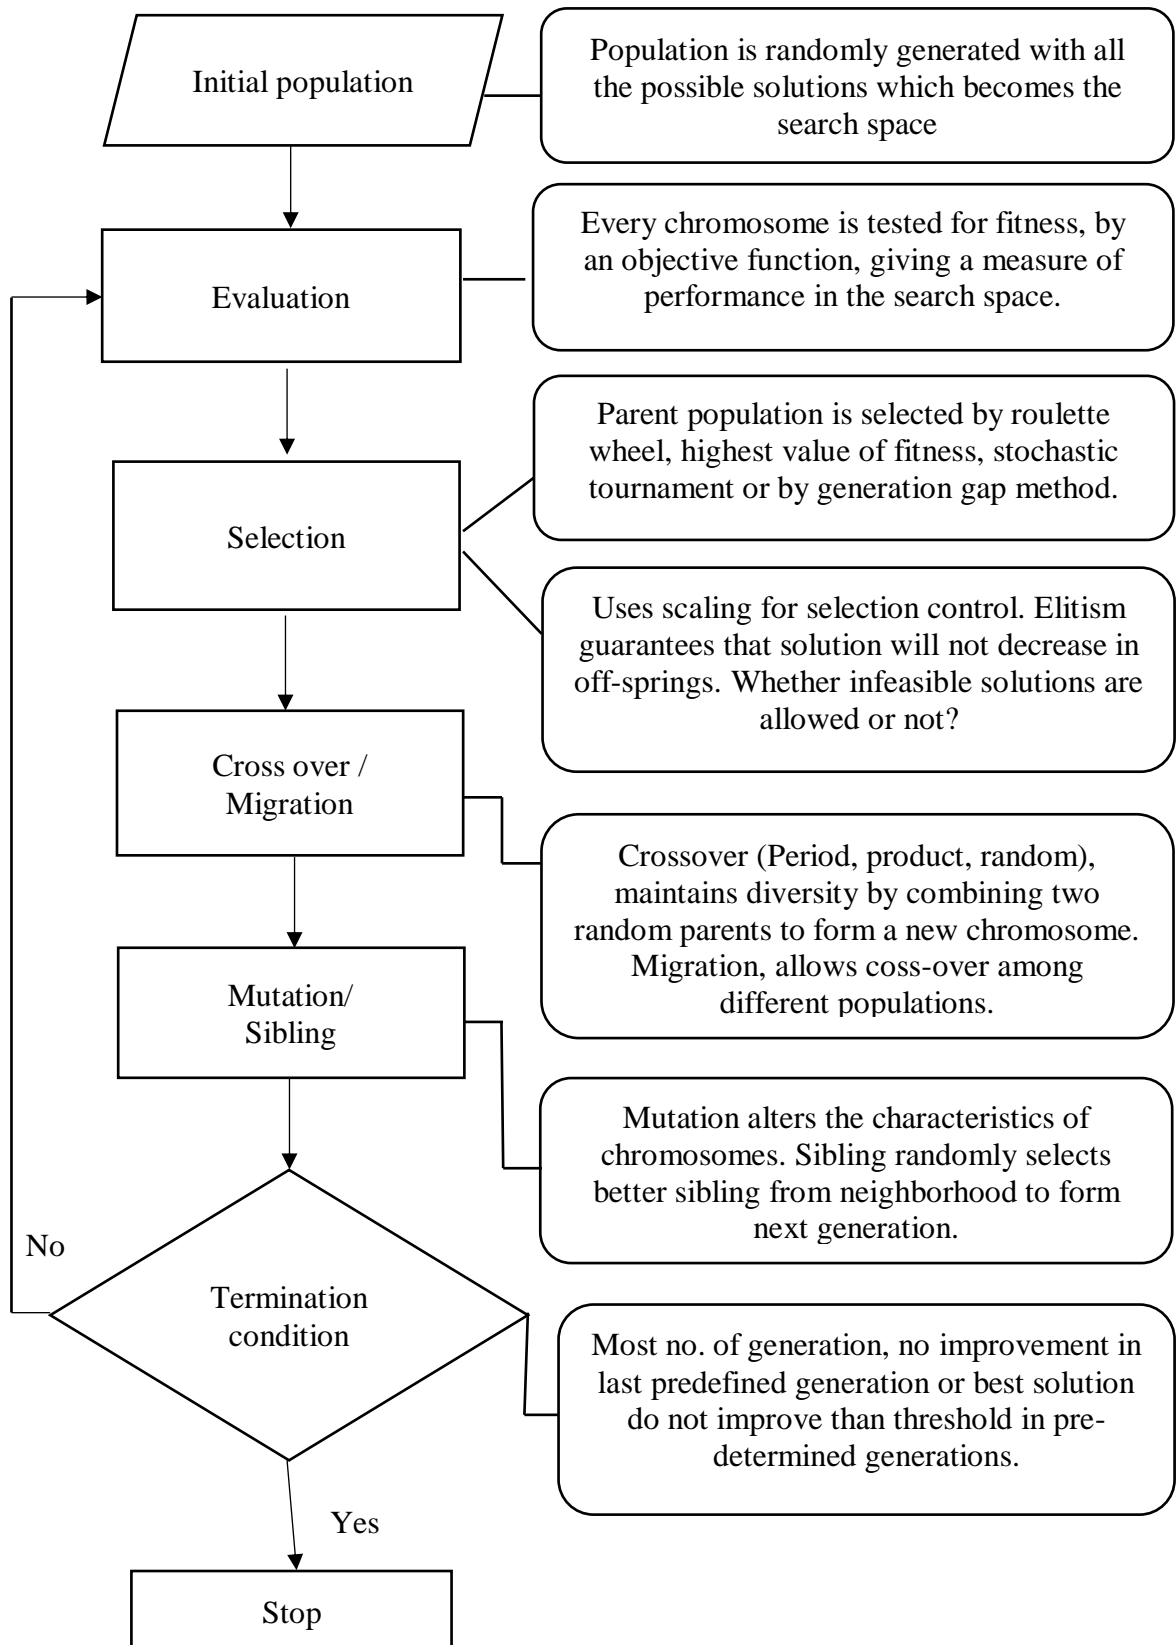 Initial population
Population is randomly generated with all
the possible solutions which becomes the
search space
Evaluation
Every chromosome is tested for fitness, by
an objective function, giving a measure of
performance in the search space.
Selection
Parent population is selected by roulette
wheel, highest value of fitness, stochastic
tournament or by generation gap method.
Uses scaling for selection control. Elitism
guarantees that solution will not decrease in
off-springs. Whether infeasible solutions are
allowed or not?
Cross over /
Migration
Crossover (Period, product, random),
maintains diversity by combining two
random parents to form a new chromosome.
Migration, allows coss-over among
different populations.
Mutation/
Sibling
Mutation alters the characteristics of
chromosomes. Sibling randomly selects
better sibling from neighborhood to form
next generation.
No
Termination
condition
Most no. of generation, no improvement in
last predefined generation or best solution
do not improve than threshold in pre-
determined generations.
Yes
Stop